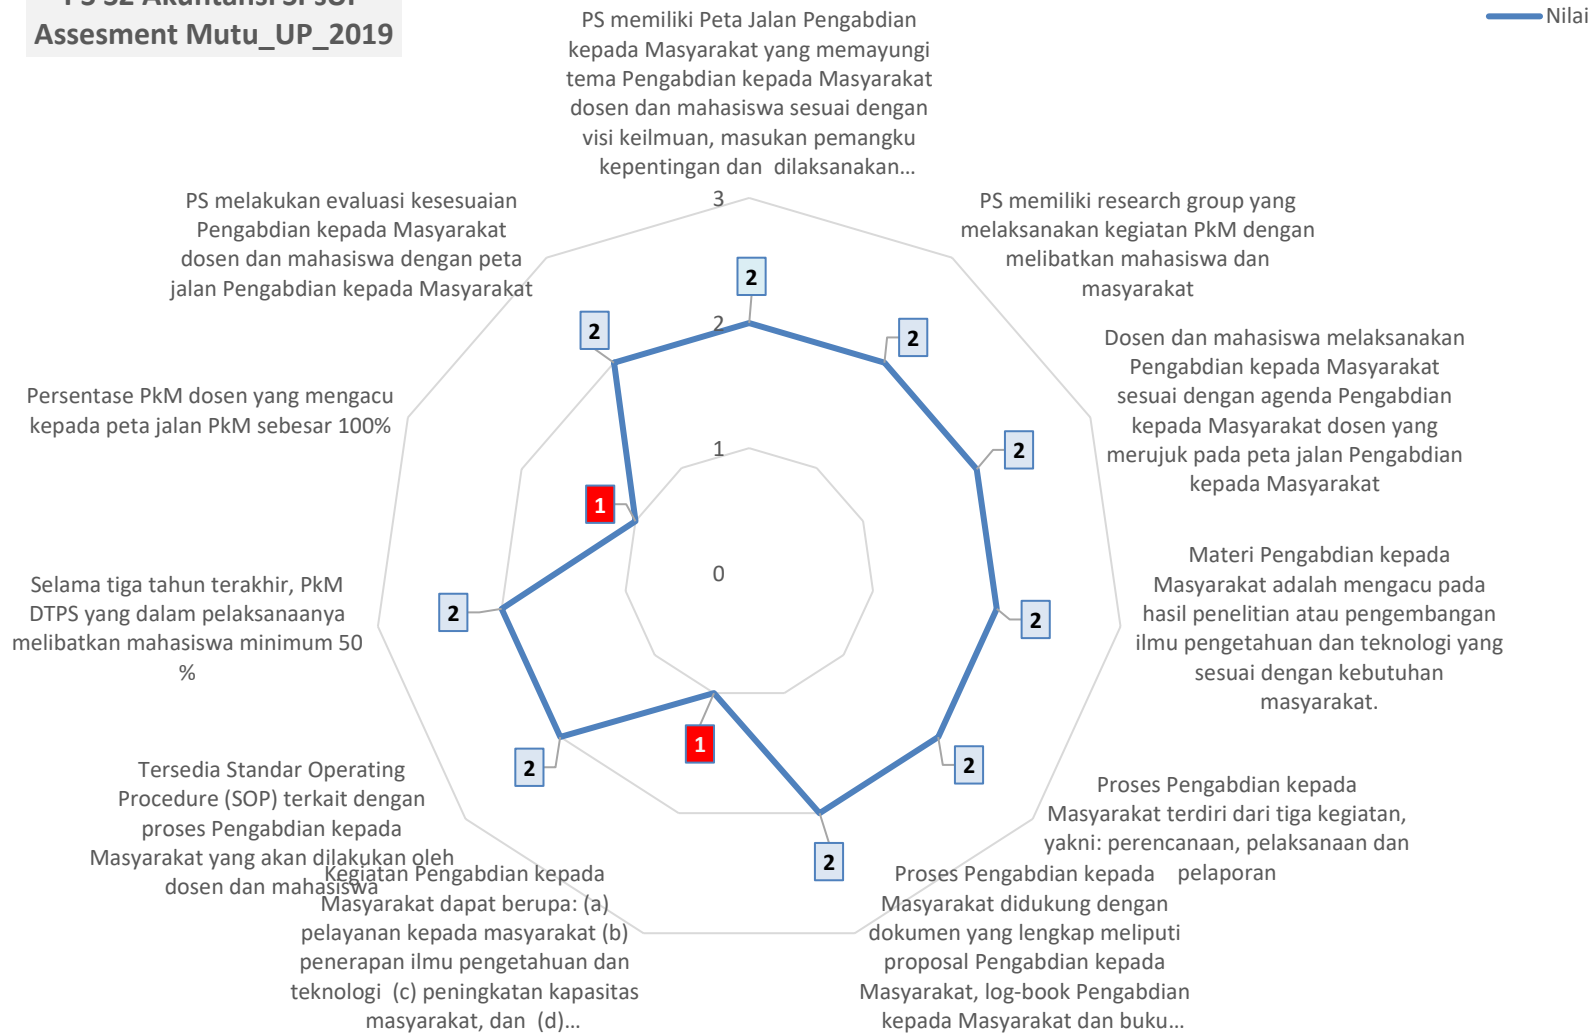 PS S2 Akuntansi SPsUP
Assesment Mutu_UP_2019
Nilai
PS memiliki Peta Jalan Pengabdian
kepada Masyarakat yang memayungi
tema Pengabdian kepada Masyarakat
dosen dan mahasiswa sesuai dengan
visi keilmuan, masukan pemangku
kepentingan dan dilaksanakan...
PS memiliki research group yang
melaksanakan kegiatan PkM dengan
melibatkan mahasiswa dan
masyarakat
Dosen dan mahasiswa melaksanakan
Pengabdian kepada Masyarakat
sesuai dengan agenda Pengabdian
kepada Masyarakat dosen yang
merujuk pada peta jalan Pengabdian
kepada Masyarakat
Materi Pengabdian kepada
Masyarakat adalah mengacu pada
hasil penelitian atau pengembangan
ilmu pengetahuan dan teknologi yang
sesuai dengan kebutuhan
masyarakat.
Proses Pengabdian kepada
Masyarakat terdiri dari tiga kegiatan,
yakni: perencanaan, pelaksanaan dan
pelaporan
Proses Pengabdian kepada
Masyarakat didukung dengan
dokumen yang lengkap meliputi
proposal Pengabdian kepada
Masyarakat, log-book Pengabdian
kepada Masyarakat dan buku...
Kegiatan Pengabdian kepada
Masyarakat dapat berupa: (a)
pelayanan kepada masyarakat (b)
penerapan ilmu pengetahuan dan
teknologi (c) peningkatan kapasitas
masyarakat, dan (d)...
Tersedia Standar Operating
Procedure (SOP) terkait dengan
proses Pengabdian kepada
Masyarakat yang akan dilakukan oleh
dosen dan mahasiswa
Selama tiga tahun terakhir, PkM
DTPS yang dalam pelaksanaanya
melibatkan mahasiswa minimum 50
%
Persentase PkM dosen yang mengacu
kepada peta jalan PkM sebesar 100%
PS melakukan evaluasi kesesuaian
Pengabdian kepada Masyarakat
dosen dan mahasiswa dengan peta
jalan Pengabdian kepada Masyarakat
3
2
1
0
2
2
2
2
2
2
1
2
2
1
2